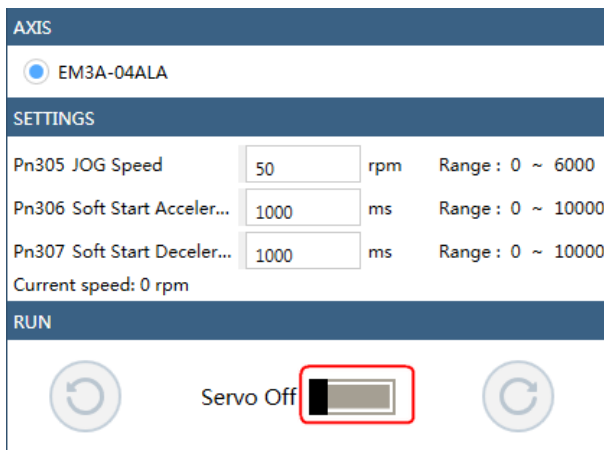 AXIS
EM3A-04ALA
SETTINGS
Pn305 JOG Speed 50 rpm Range : 0 ~ 6000
Pn306 Soft Start Acceler... 1000 ms Range : 0 ~ 10000
Pn307 Soft Start Deceler... 1000 ms Range : 0 ~ 10000
Current speed: 0 rpm
RUN
Servo Off